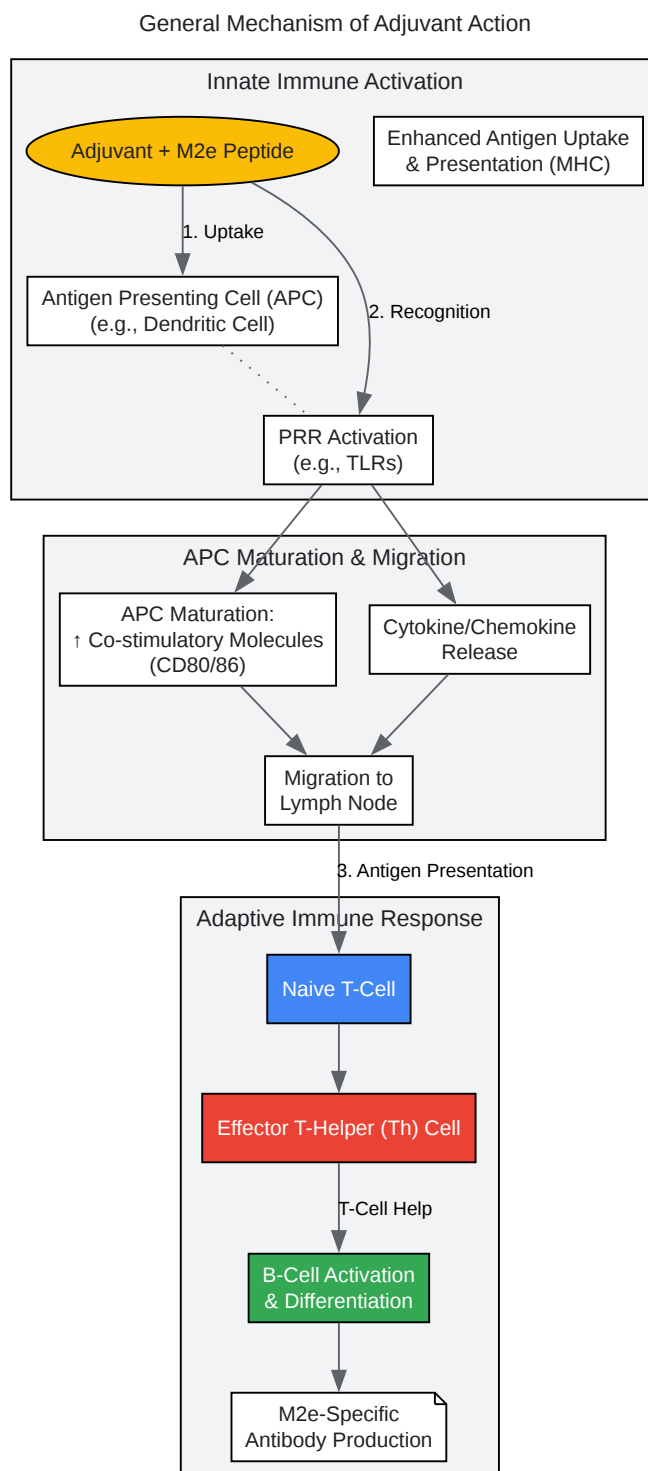 General Mechanism of Adjuvant Action
Innate Immune Activation
Adjuvant + M2e Peptide
Enhanced Antigen Uptake
& Presentation (MHC)
1. Uptake
Antigen Presenting Cell (APC)
(e.g., Dendritic Cell)
2. Recognition
PRR Activation
(e.g., TLRs)
APC Maturation & Migration
APC Maturation:
↑ Co-stimulatory Molecules
(CD80/86)
Cytokine/Chemokine
Release
Migration to
Lymph Node
3. Antigen Presentation
Adaptive Immune Response
Naive T-Cell
Effector T-Helper (Th) Cell
T-Cell Help
B-Cell Activation
& Differentiation
M2e-Specific
Antibody Production